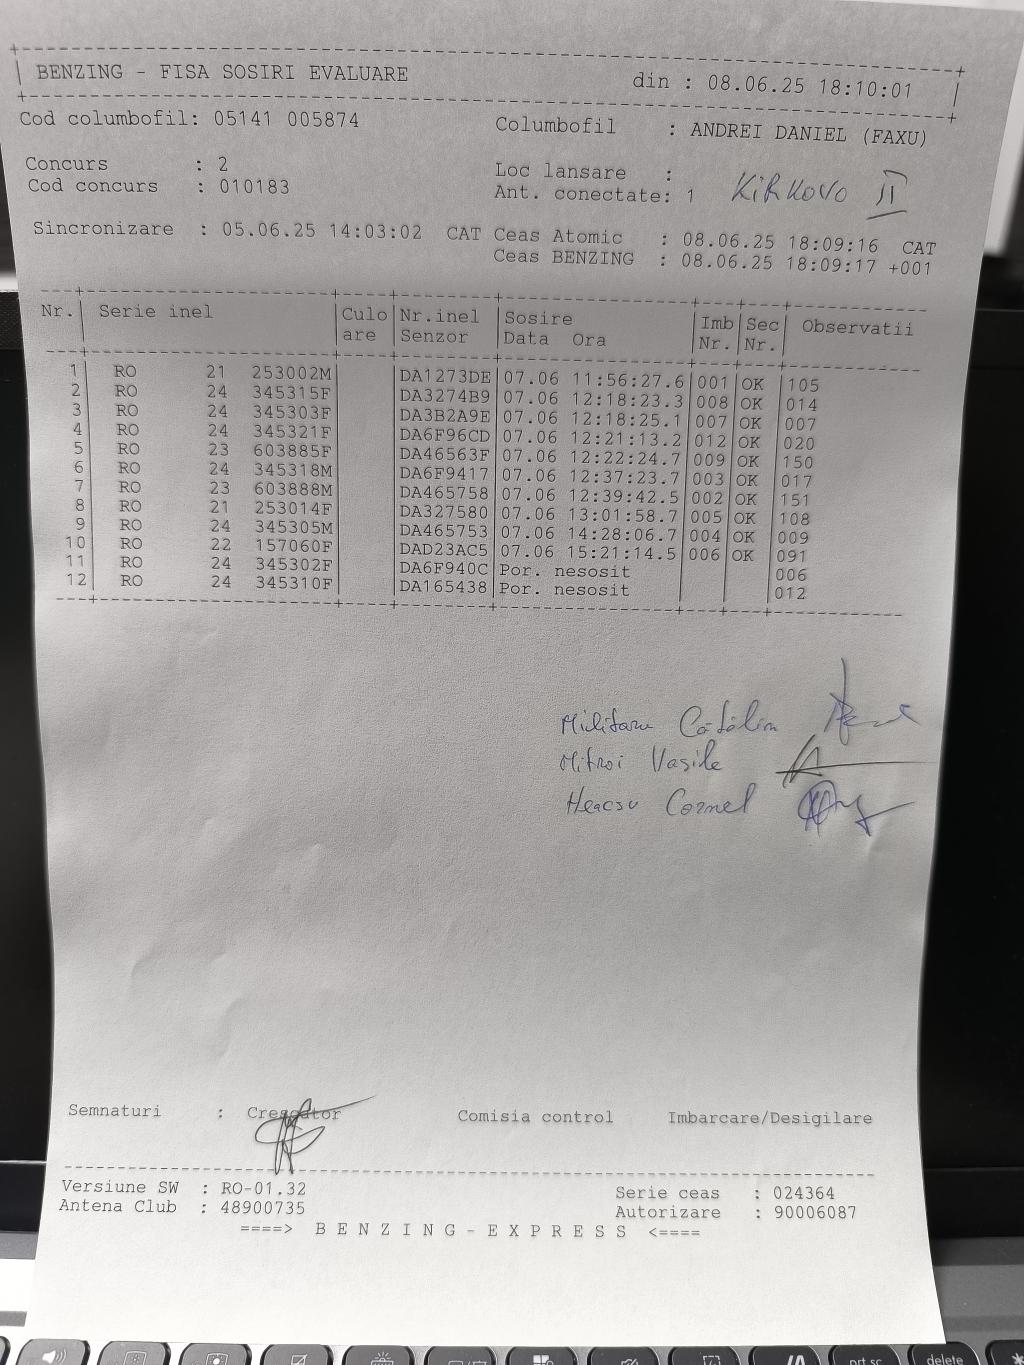 BENZING - FISA SOSIRI EVALUARE din : 08.06.25 18:10:01
Cod columbofil: 05141 005874 Columbofil : ANDREI DANIEL (FAXU)
Concurs : 2 Loc lansare :
Cod concurs : 010183 Ant. conectate: 1 KIRKOVO II
Sincronizare : 05.06.25 14:03:02 CAT Ceas Atomic : 08.06.25 18:09:16 CAT
Ceas BENZING : 08.06.25 18:09:17 +001
Nr. Serie inel Culo Nr.inel Sosire Imb Sec Observatii
are Senzor Data Ora Nr. Nr.
1 RO 21 253002M DA1273DE 07.06 11:56:27.6 001 OK 105
2 RO 24 345315F DA3274B9 07.06 12:18:23.3 008 OK 014
3 RO 24 345303F DA3B2A9E 07.06 12:18:25.1 007 OK 007
4 RO 24 345321F DA6F96CD 07.06 12:21:13.2 012 OK 020
5 RO 23 603885F DA46563F 07.06 12:22:24.7 009 OK 150
6 RO 24 345318M DA6F9417 07.06 12:37:23.7 003 OK 017
7 RO 23 603888M DA465758 07.06 12:39:42.5 002 OK 151
8 RO 21 253014F DA327580 07.06 13:01:58.7 005 OK 108
9 RO 24 345305M DA465753 07.06 14:28:06.7 004 OK 009
10 RO 22 157060F DAD23AC5 07.06 15:21:14.5 006 OK 091
11 RO 24 345302F DA6F940C Por. nesosit 006
12 RO 24 345310F DA165438 Por. nesosit 012
Militaru Cătălin
Mitroi Vasile
Cornel
Semnaturi : Crescator Comisia control Imbarcare/Desigilare
Versiune SW : RO-01.32 Serie ceas : 024364
Antena Club : 48900735 Autorizare : 90006087
====> B E N Z I N G - E X P R E S S <====
prt sc
delete